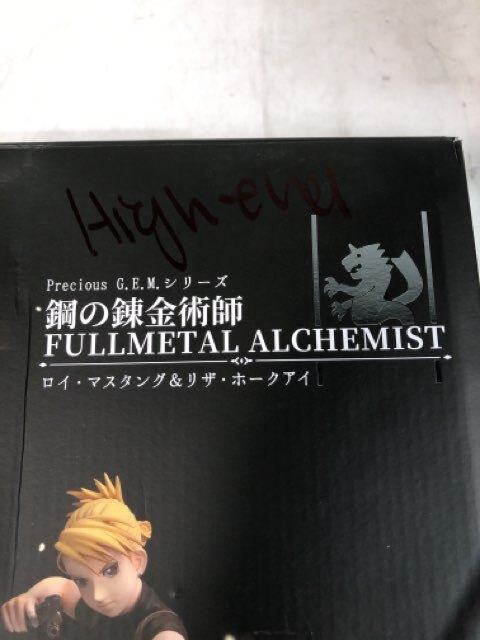 High-end
Precious G.E.M.シリーズ
鋼の錬金術師
FULLMETAL ALCHEMIST
ロイ・マスタング＆リザ・ホークアイ